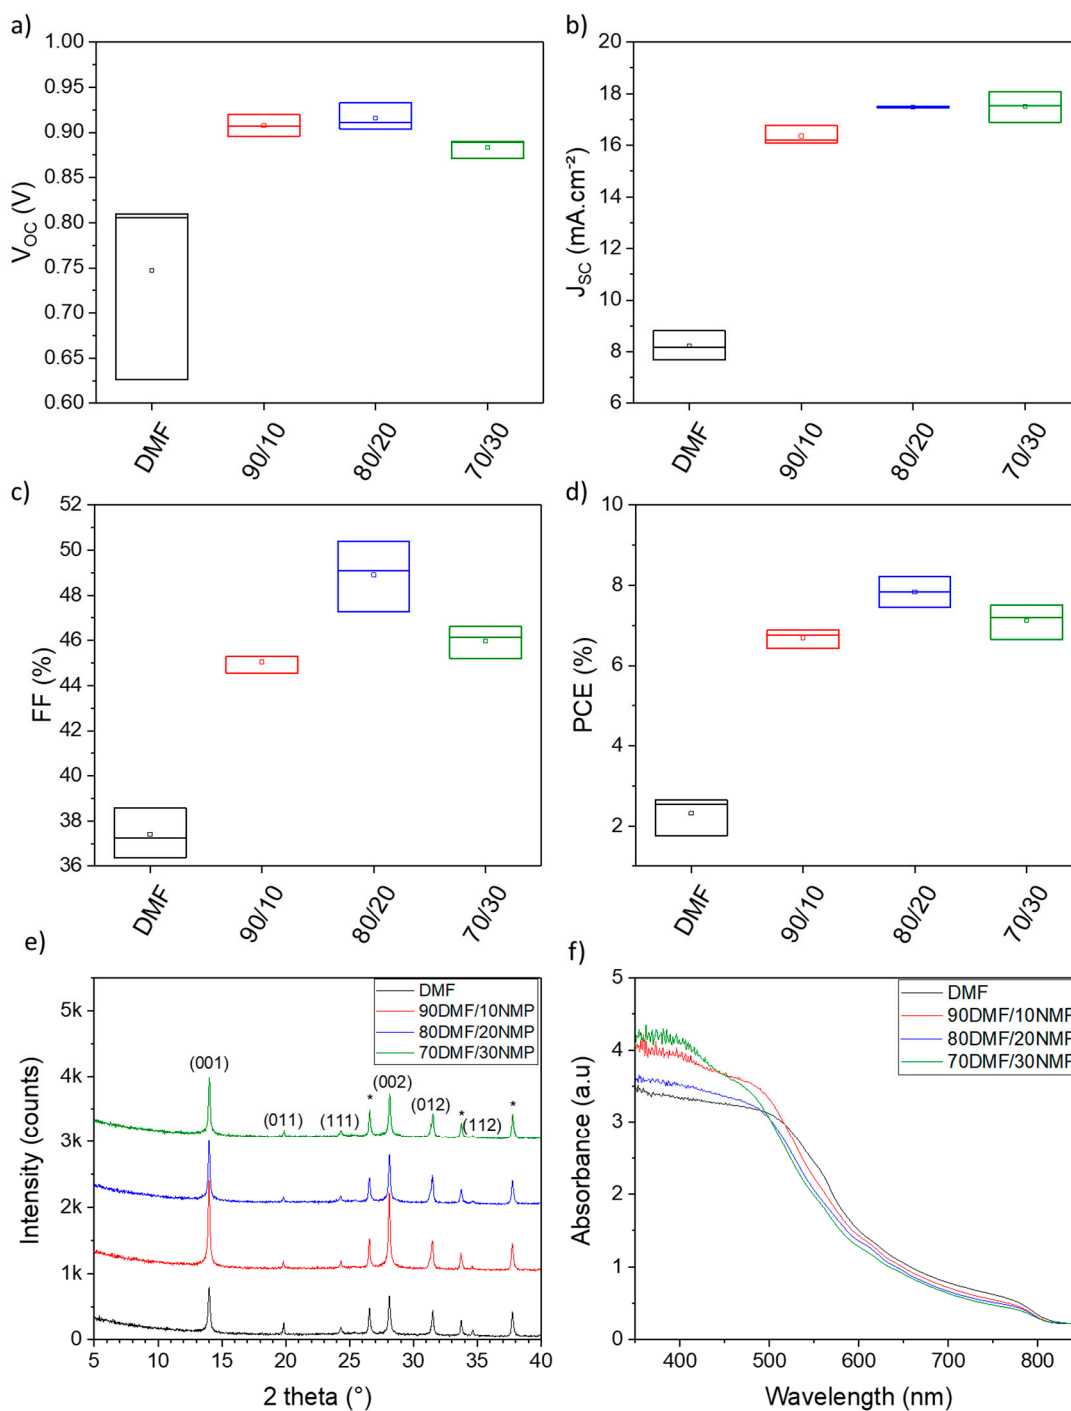 a)
1.00
0.95
0.90
0.85
0.80
0.75
0.70
0.65
0.60
V_OC (V)
DMF
90/10
80/20
70/30
b)
20
18
16
14
12
10
8
6
J_SC (mA.cm⁻²)
DMF
90/10
80/20
70/30
c)
52
50
48
46
44
42
40
38
36
FF (%)
DMF
90/10
80/20
70/30
d)
10
8
6
4
2
PCE (%)
DMF
90/10
80/20
70/30
e)
DMF
90DMF/10NMP
80DMF/20NMP
70DMF/30NMP
5k
4k
3k
2k
1k
0
Intensity (counts)
(001)
(011)
(111)
*
(002)
(012)
*
(112)
*
5 10 15 20 25 30 35 40
2 theta (°)
f)
DMF
90DMF/10NMP
80DMF/20NMP
70DMF/30NMP
5
4
3
2
1
0
Absorbance (a.u)
400 500 600 700 800
Wavelength (nm)